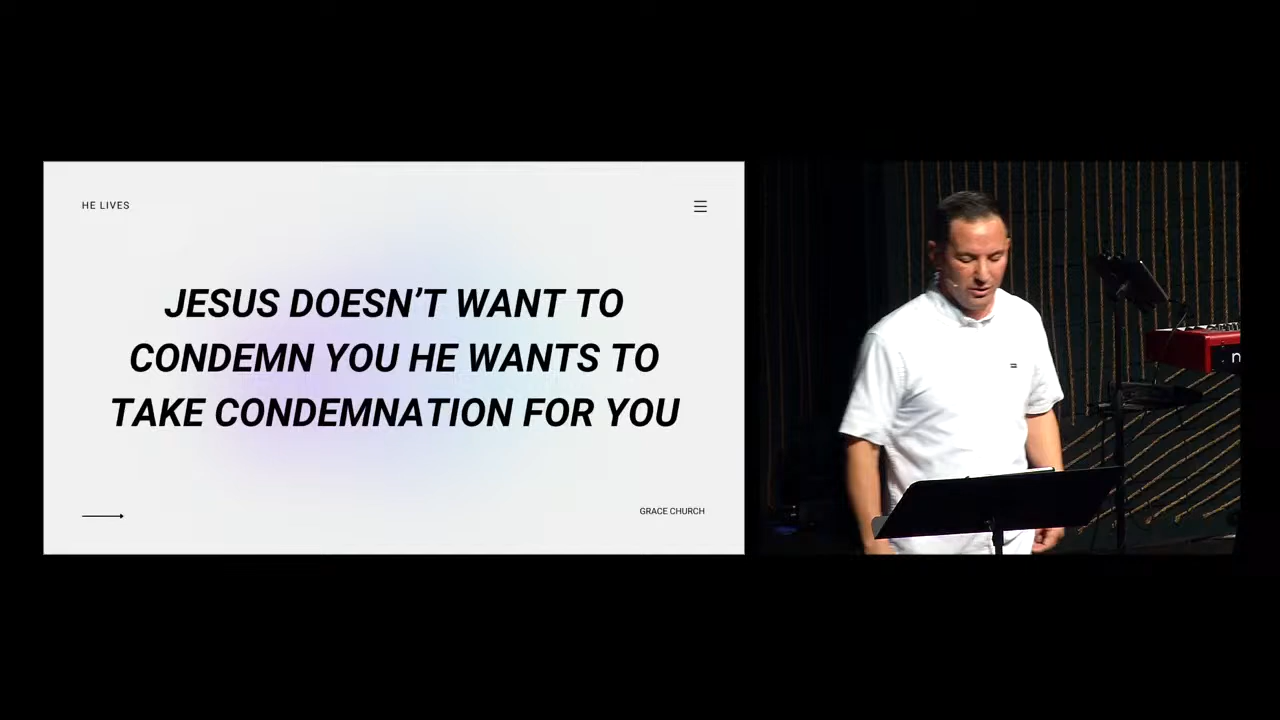 HE LIVES
JESUS DOESN’T WANT TO
CONDEMN YOU HE WANTS TO
TAKE CONDEMNATION FOR YOU
GRACE CHURCH